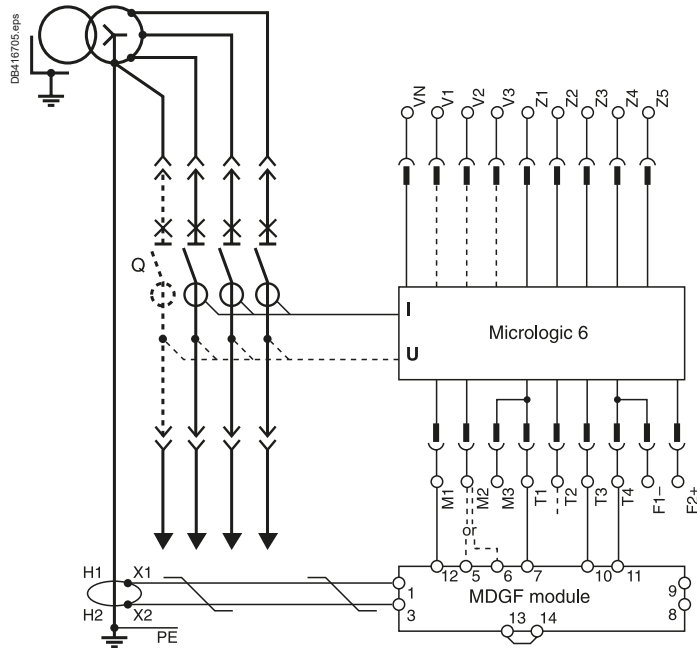 DB416705.eps
VN
V1
V2
V3
Z1
Z2
Z3
Z4
Z5
Q
I
Micrologic 6
U
M1
M2
M3
T1
T2
T3
T4
F1–
F2+
or
12
5
6
7
10
11
H1
X1
1
MDGF module
9
H2
X2
3
8
13
14
PE